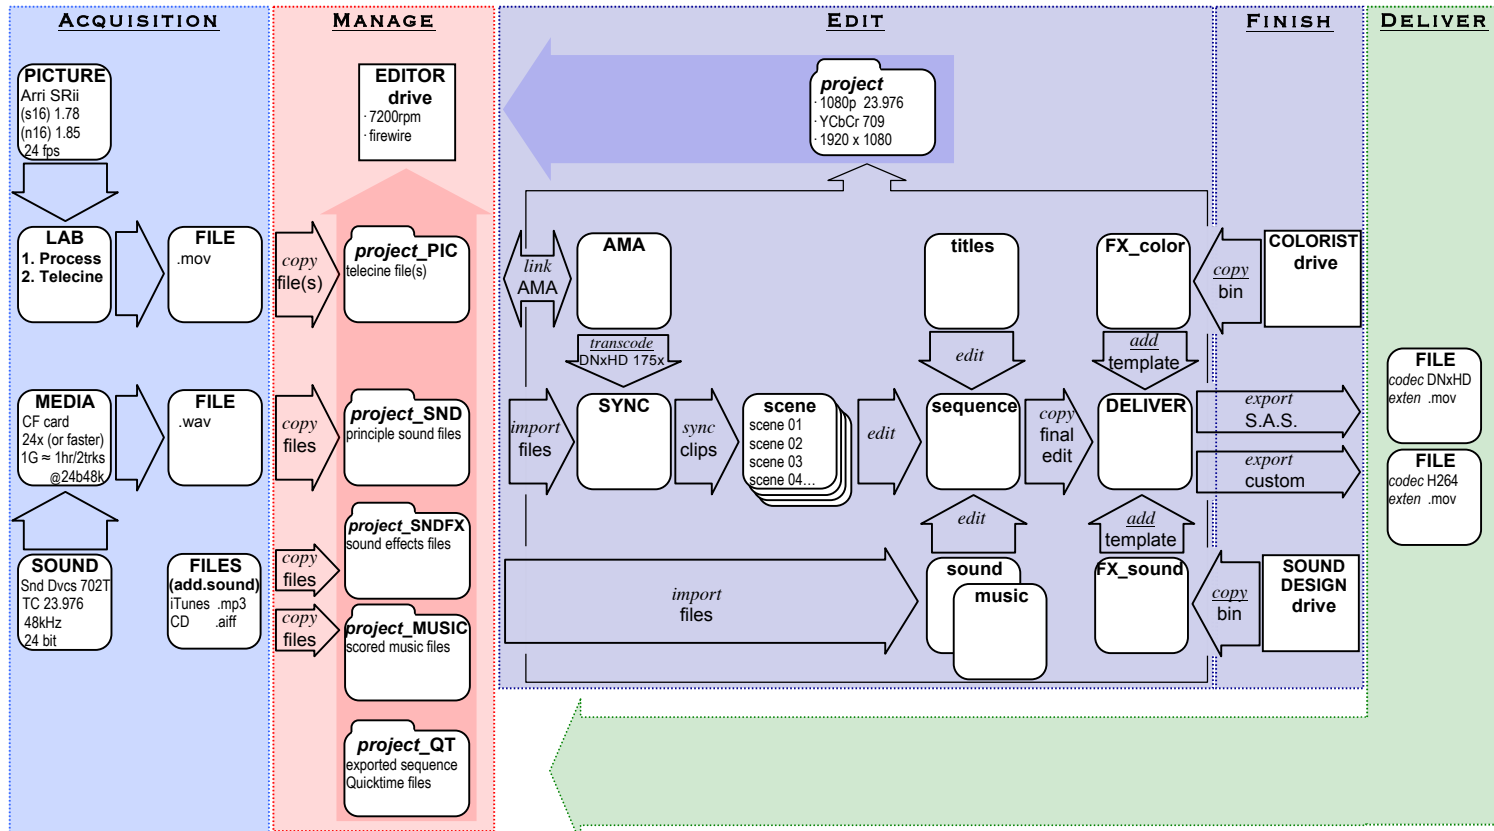 ACQUISITION
MANAGE
EDIT
FINISH
DELIVER
PICTURE
Arri SRii
(s16) 1.78
(n16) 1.85
24 fps
EDITOR
drive
· 7200rpm
· firewire
project
· 1080p 23.976
· YCbCr 709
· 1920 x 1080
LAB
1. Process
2. Telecine
FILE
.mov
copy
file(s)
project_PIC
telecine file(s)
link
AMA
AMA
titles
FX_color
copy
bin
COLORIST
drive
transcode
DNxHD 175x
edit
add
template
MEDIA
CF card
24x (or faster)
1G ≈ 1hr/2trks
@24b48k
FILE
.wav
copy
files
project_SND
principle sound files
import
files
SYNC
sync
clips
scene
scene 01
scene 02
scene 03
scene 04...
edit
sequence
copy
final
edit
DELIVER
export
S.A.S.
FILE
codec DNxHD
exten .mov
export
custom
FILE
codec H264
exten .mov
SOUND
Snd Dvcs 702T
TC 23.976
48kHz
24 bit
FILES
(add.sound)
iTunes .mp3
CD .aiff
copy
files
project_SNDFX
sound effects files
copy
files
project_MUSIC
scored music files
import
files
edit
sound
music
add
template
FX_sound
copy
bin
SOUND
DESIGN
drive
project_QT
exported sequence
Quicktime files